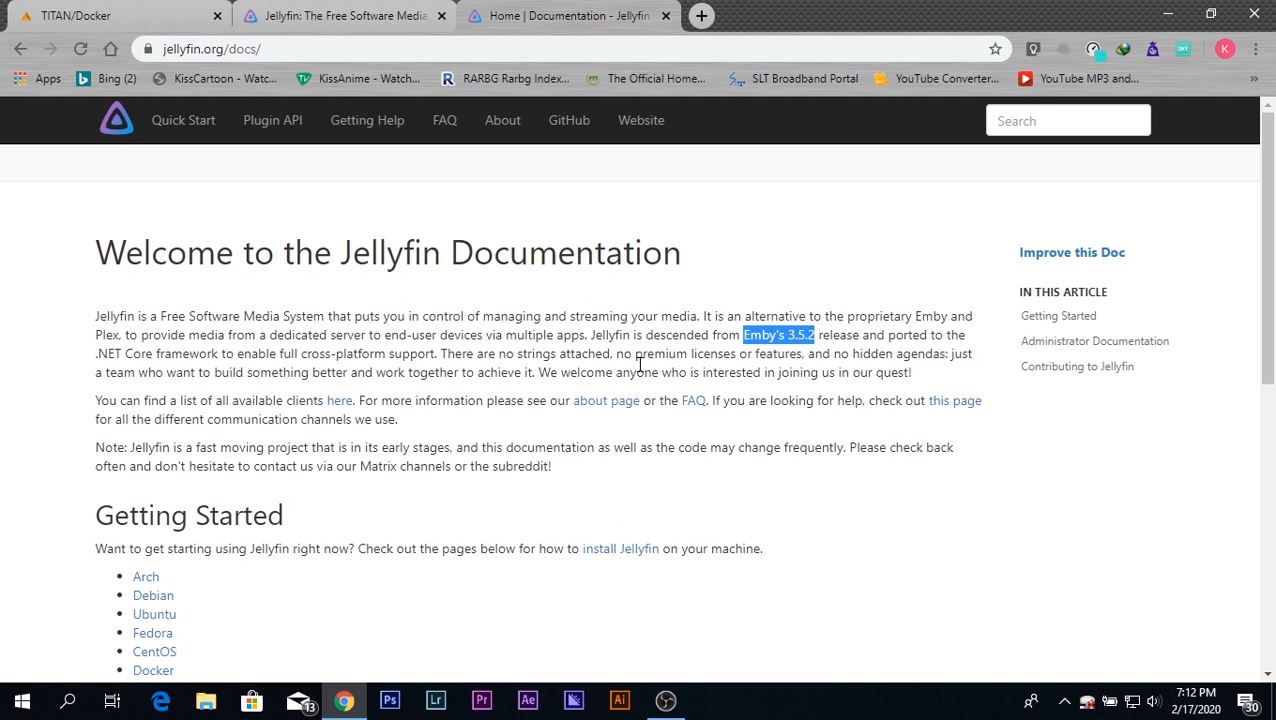 TITAN/Docker
Jellyfin: The Free Software Media
Home | Documentation - Jellyfin
jellyfin.org/docs/
K
Apps
Bing (2)
KissCartoon - Watc...
KissAnime - Watch...
RARBG Rarbg Index...
The Official Home...
SLT Broadband Portal
YouTube Converter...
YouTube MP3 and...
Quick Start
Plugin API
Getting Help
FAQ
About
GitHub
Website
Search
Welcome to the Jellyfin Documentation
Jellyfin is a Free Software Media System that puts you in control of managing and streaming your media. It is an alternative to the proprietary Emby and
Plex, to provide media from a dedicated server to end-user devices via multiple apps. Jellyfin is descended from Emby's 3.5.2 release and ported to the
.NET Core framework to enable full cross-platform support. There are no strings attached, no premium licenses or features, and no hidden agendas: just
a team who want to build something better and work together to achieve it. We welcome anyone who is interested in joining us in our quest!
You can find a list of all available clients here. For more information please see our about page or the FAQ. If you are looking for help, check out this page
for all the different communication channels we use.
Note: Jellyfin is a fast moving project that is in its early stages, and this documentation as well as the code may change frequently. Please check back
often and don't hesitate to contact us via our Matrix channels or the subreddit!
Getting Started
Want to get starting using Jellyfin right now? Check out the pages below for how to install Jellyfin on your machine.
Arch
Debian
Ubuntu
Fedora
CentOS
Docker
Improve this Doc
IN THIS ARTICLE
Getting Started
Administrator Documentation
Contributing to Jellyfin
13
Ps
Lr
Pr
Ae
Ai
7:12 PM
2/17/2020
30